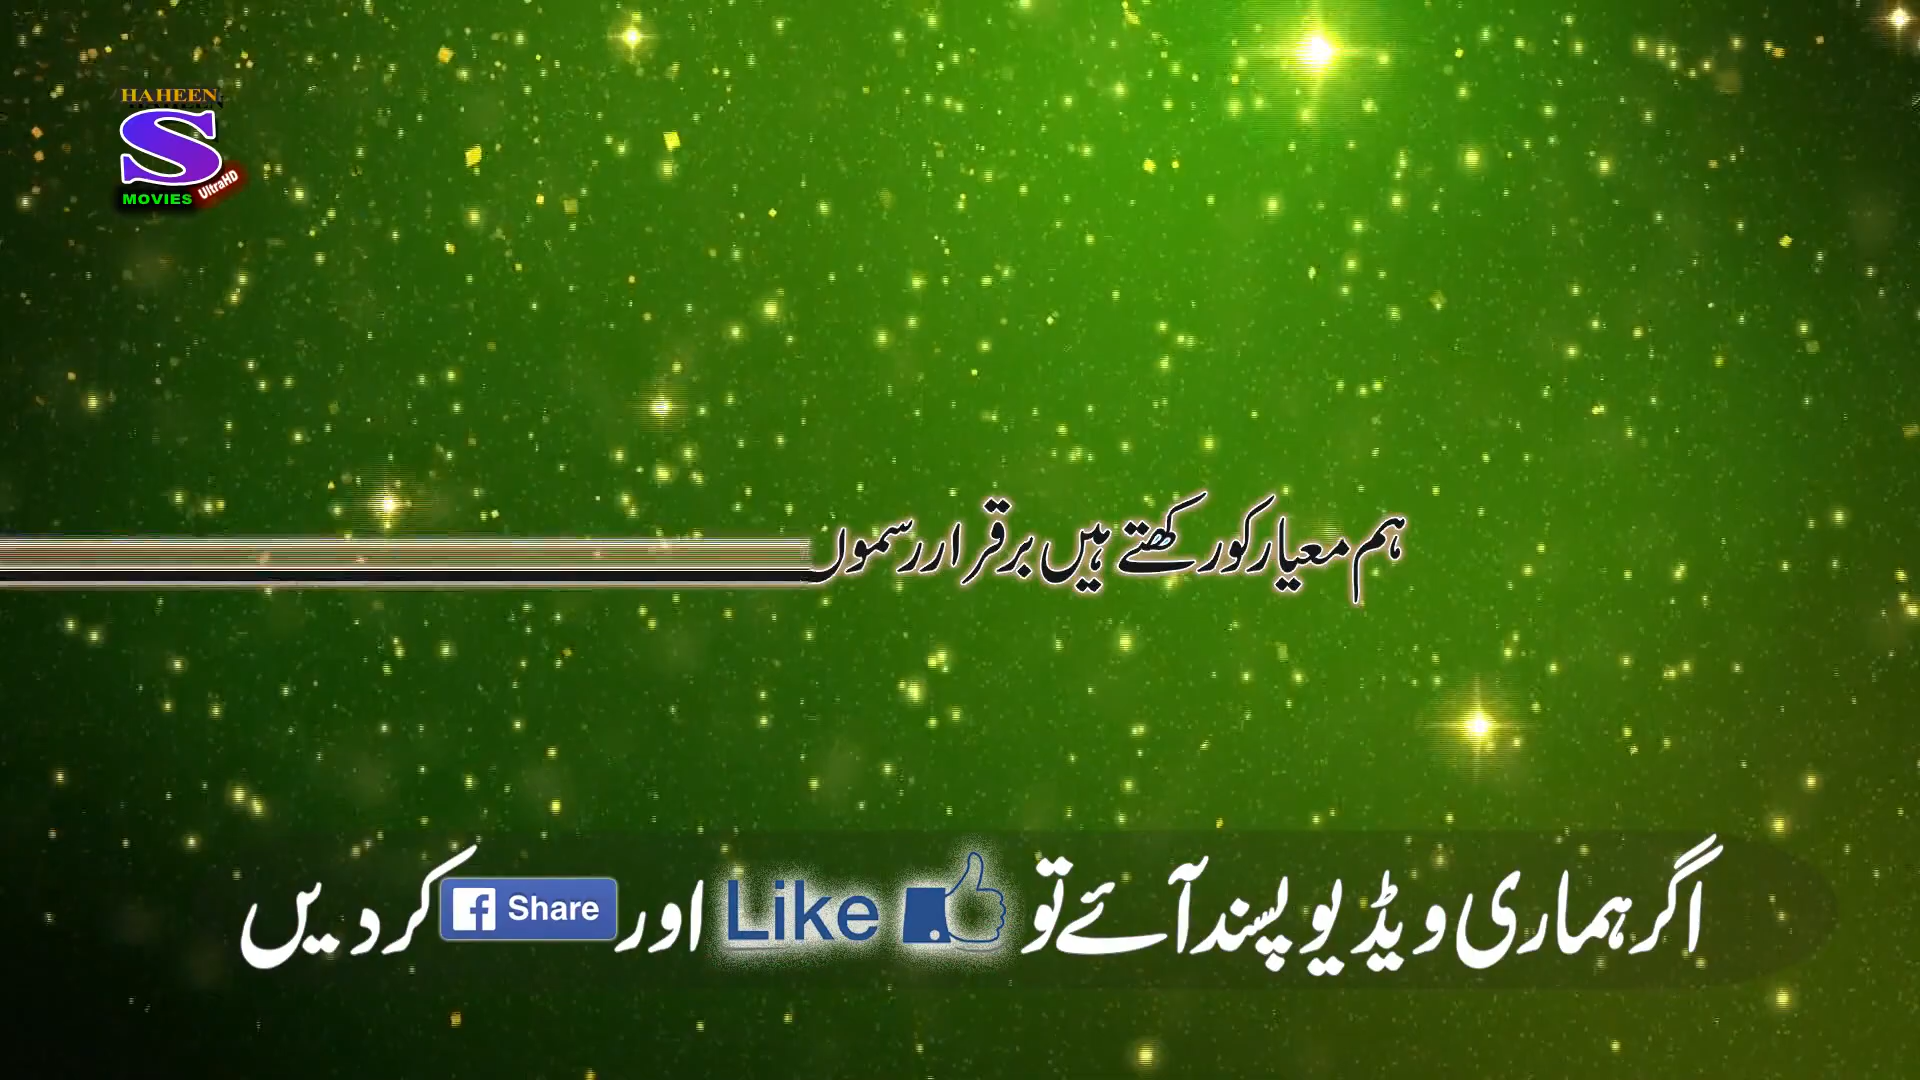 HAHEEN
S
MOVIES UltraHD
ہم معیار کو رکھتے ہیں برقرار رسموں
اگر ہماری ویڈیو پسند آئے تو Like اور Share کر دیں